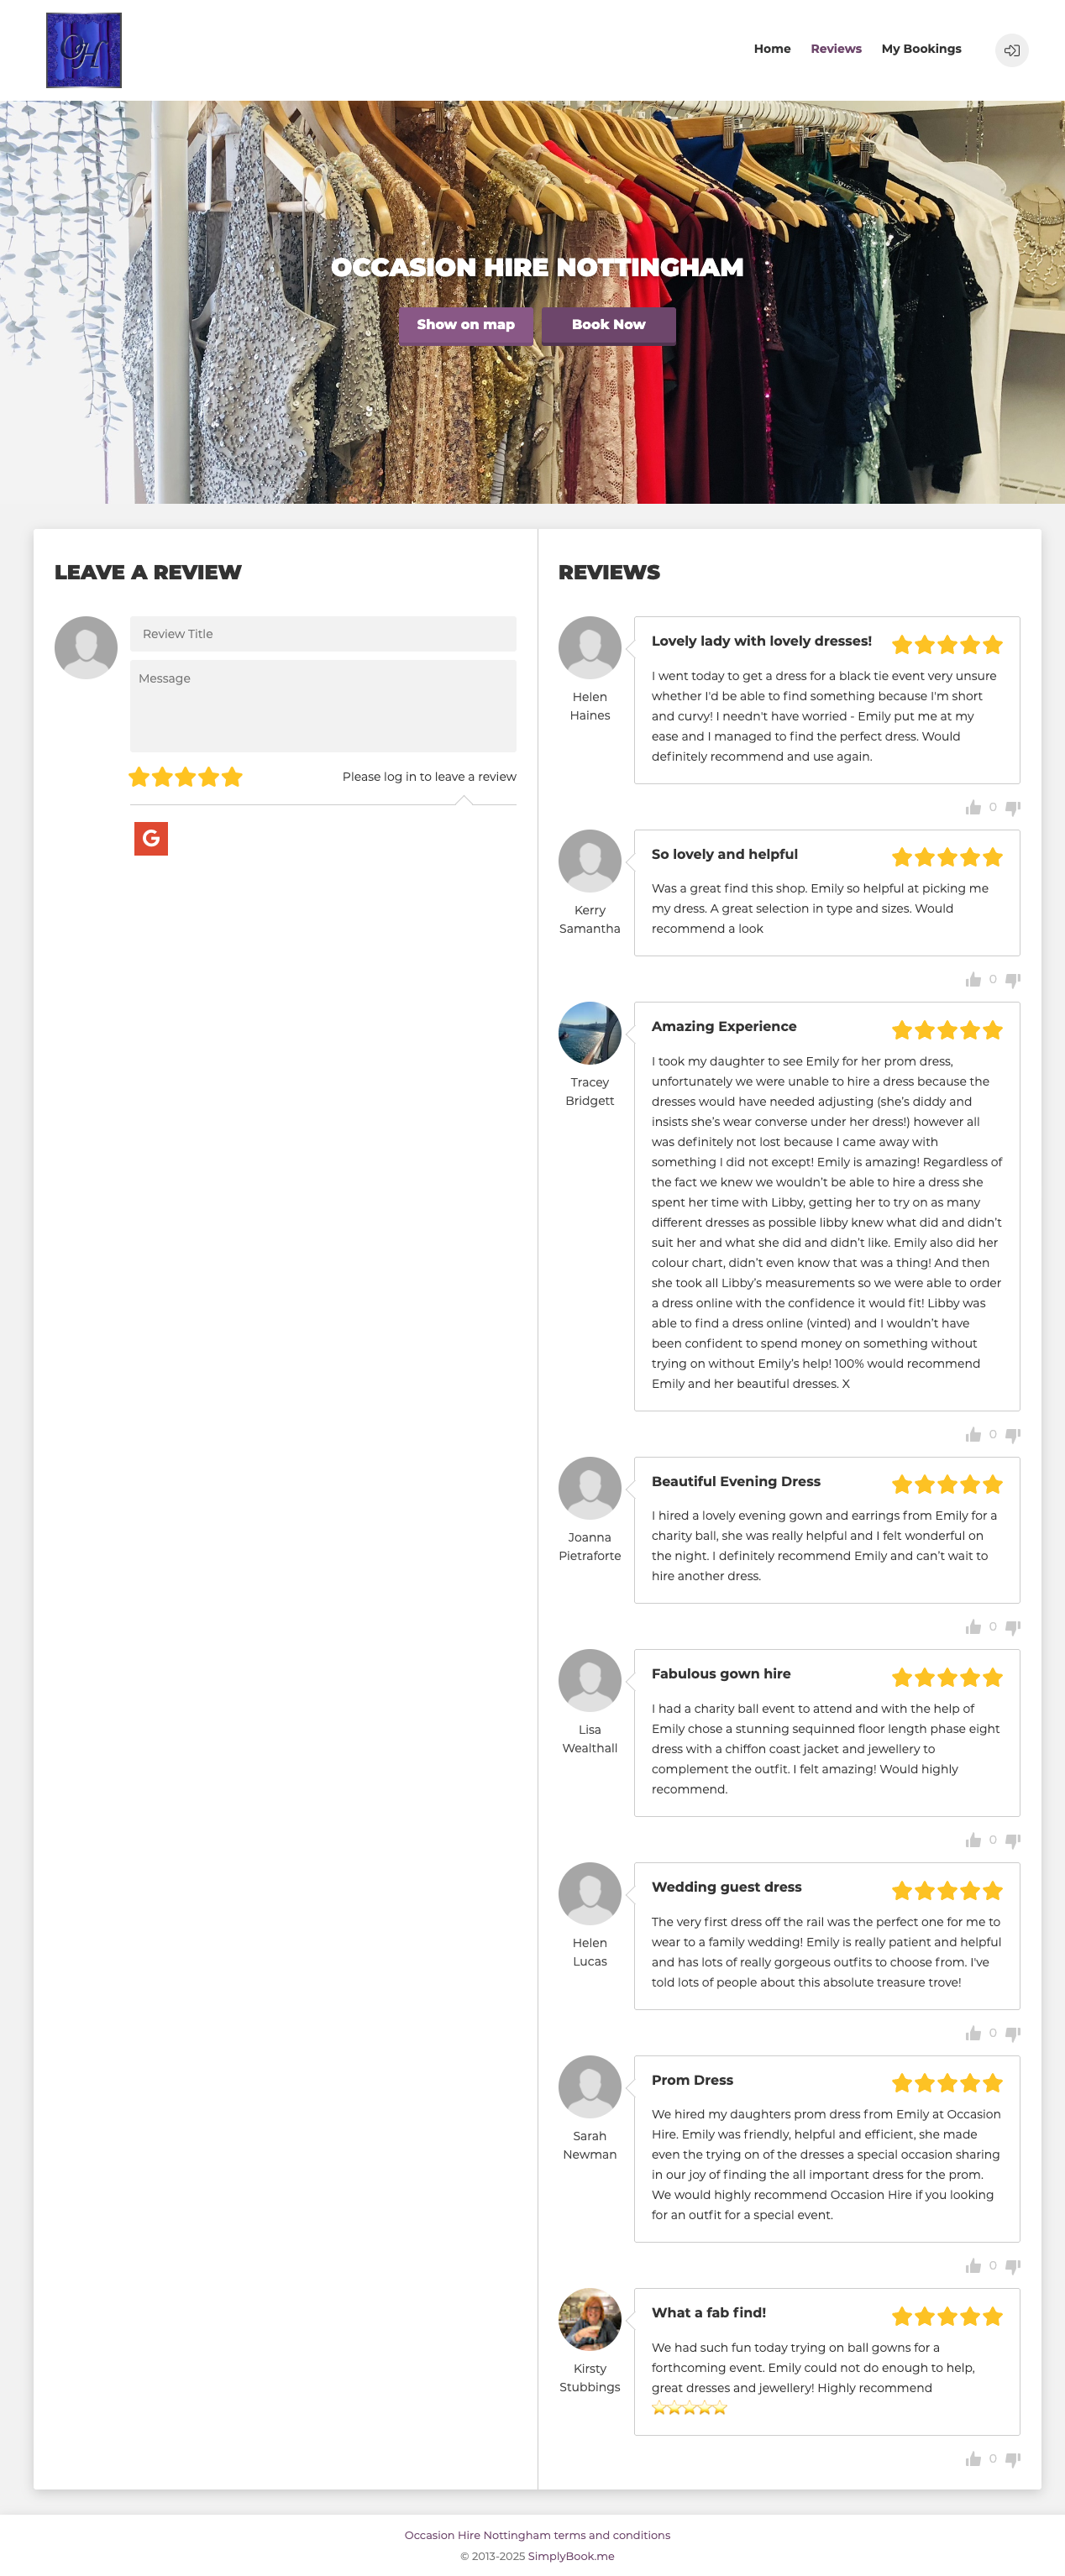 OH
Home Reviews My Bookings
OCCASION HIRE NOTTINGHAM
Show on map Book Now
LEAVE A REVIEW
Review Title
Message
Please log in to leave a review
G
REVIEWS
Helen
Haines
Lovely lady with lovely dresses!
I went today to get a dress for a black tie event very unsure
whether I'd be able to find something because I'm short
and curvy! I needn't have worried - Emily put me at my
ease and I managed to find the perfect dress. Would
definitely recommend and use again.
0
Kerry
Samantha
So lovely and helpful
Was a great find this shop. Emily so helpful at picking me
my dress. A great selection in type and sizes. Would
recommend a look
0
Tracey
Bridgett
Amazing Experience
I took my daughter to see Emily for her prom dress,
unfortunately we were unable to hire a dress because the
dresses would have needed adjusting (she’s diddy and
insists she’s wear converse under her dress!) however all
was definitely not lost because I came away with
something I did not except! Emily is amazing! Regardless of
the fact we knew we wouldn’t be able to hire a dress she
spent her time with Libby, getting her to try on as many
different dresses as possible libby knew what did and didn’t
suit her and what she did and didn’t like. Emily also did her
colour chart, didn’t even know that was a thing! And then
she took all Libby’s measurements so we were able to order
a dress online with the confidence it would fit! Libby was
able to find a dress online (vinted) and I wouldn’t have
been confident to spend money on something without
trying on without Emily’s help! 100% would recommend
Emily and her beautiful dresses. X
0
Joanna
Pietraforte
Beautiful Evening Dress
I hired a lovely evening gown and earrings from Emily for a
charity ball, she was really helpful and I felt wonderful on
the night. I definitely recommend Emily and can’t wait to
hire another dress.
0
Lisa
Wealthall
Fabulous gown hire
I had a charity ball event to attend and with the help of
Emily chose a stunning sequinned floor length phase eight
dress with a chiffon coast jacket and jewellery to
complement the outfit. I felt amazing! Would highly
recommend.
0
Helen
Lucas
Wedding guest dress
The very first dress off the rail was the perfect one for me to
wear to a family wedding! Emily is really patient and helpful
and has lots of really gorgeous outfits to choose from. I've
told lots of people about this absolute treasure trove!
0
Sarah
Newman
Prom Dress
We hired my daughters prom dress from Emily at Occasion
Hire. Emily was friendly, helpful and efficient, she made
even the trying on of the dresses a special occasion sharing
in our joy of finding the all important dress for the prom.
We would highly recommend Occasion Hire if you looking
for an outfit for a special event.
0
Kirsty
Stubbings
What a fab find!
We had such fun today trying on ball gowns for a
forthcoming event. Emily could not do enough to help,
great dresses and jewellery! Highly recommend
0
Occasion Hire Nottingham terms and conditions
© 2013-2025 SimplyBook.me